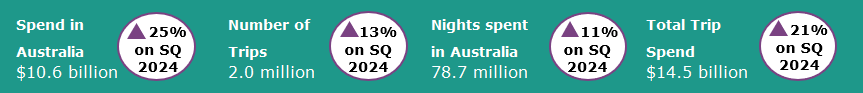 Spend in
Australia
$10.6 billion
25%
on SQ
2024
Number of
Trips
2.0 million
13%
on SQ
2024
Nights spent
in Australia
78.7 million
11%
on SQ
2024
Total Trip
Spend
$14.5 billion
21%
on SQ
2024